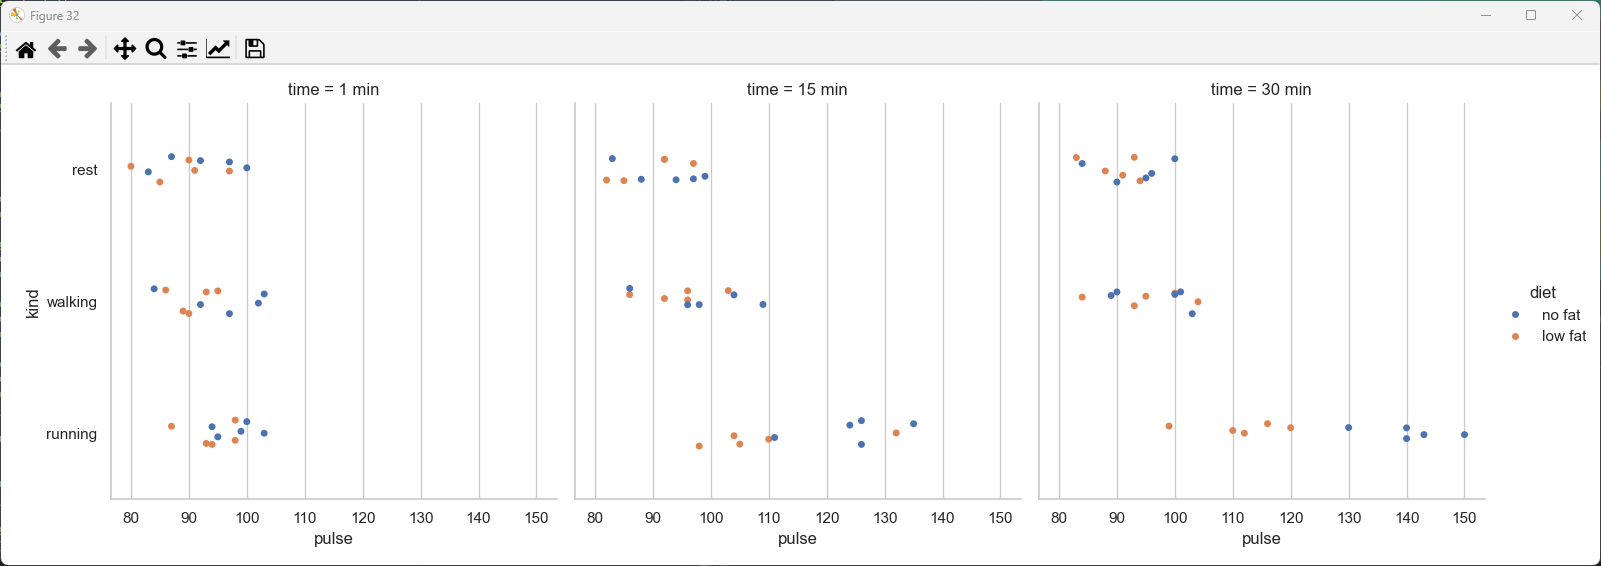 Figure 32
time = 1 min
time = 15 min
time = 30 min
kind
rest
walking
running
80 90 100 110 120 130 140 150
pulse
80 90 100 110 120 130 140 150
pulse
80 90 100 110 120 130 140 150
pulse
diet
no fat
low fat